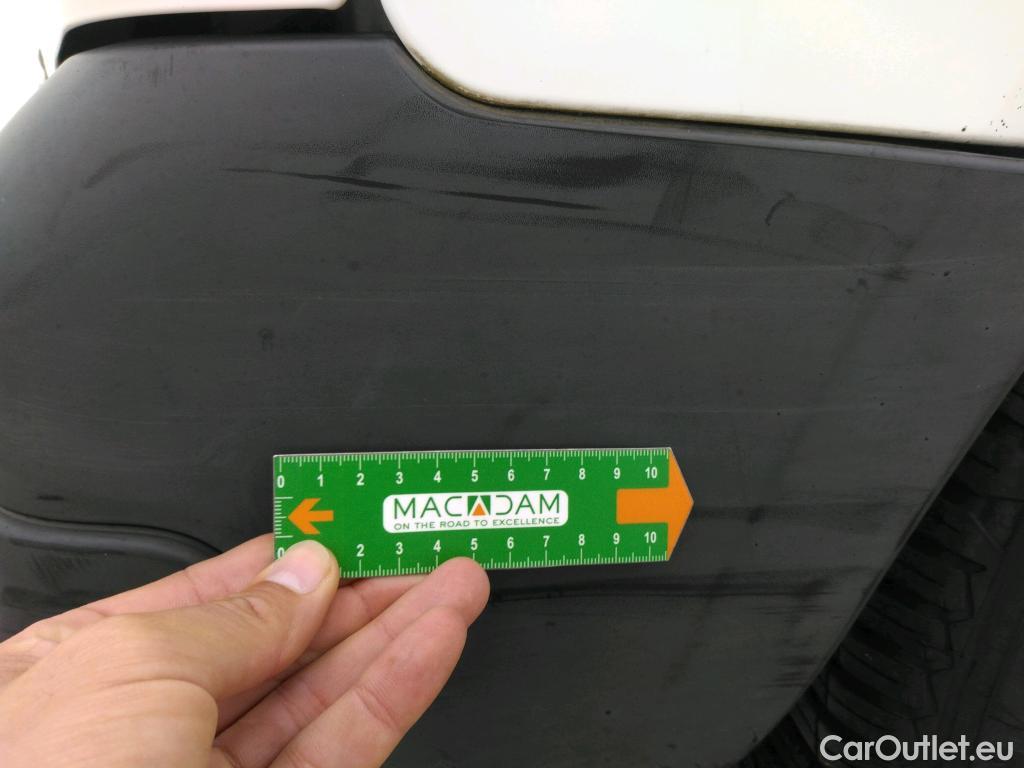 0 1 2 3 4 5 6 7 8 9 10
MACADAM
ON THE ROAD TO EXCELLENCE
0 2 3 4 5 6 7 8 9 10
CarOutlet.eu